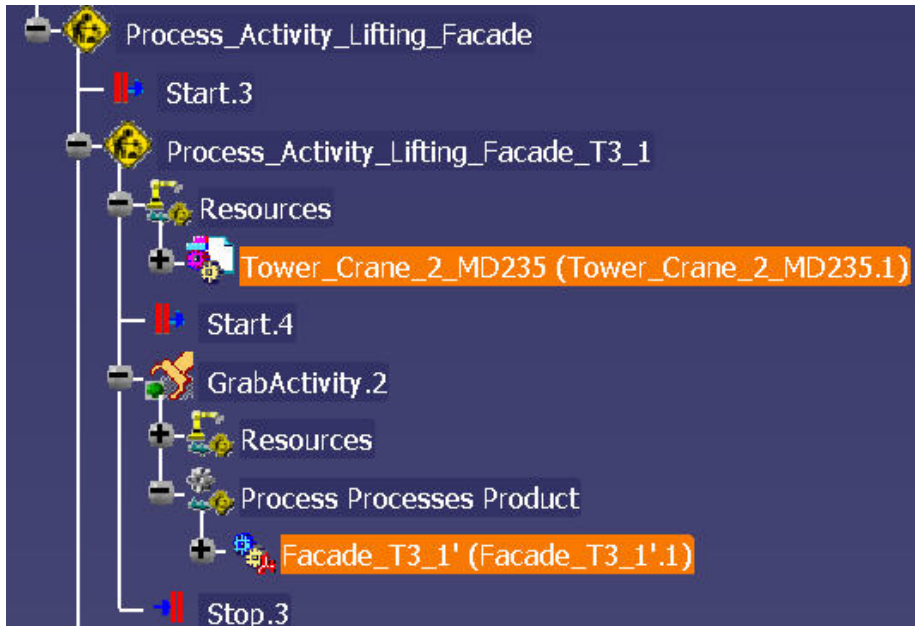 Process_Activity_Lifting_Facade
Start.3
Process_Activity_Lifting_Facade_T3_1
Resources
Tower_Crane_2_MD235 (Tower_Crane_2_MD235.1)
Start.4
GrabActivity.2
Resources
Process Processes Product
Facade_T3_1' (Facade_T3_1'.1)
Stop.3